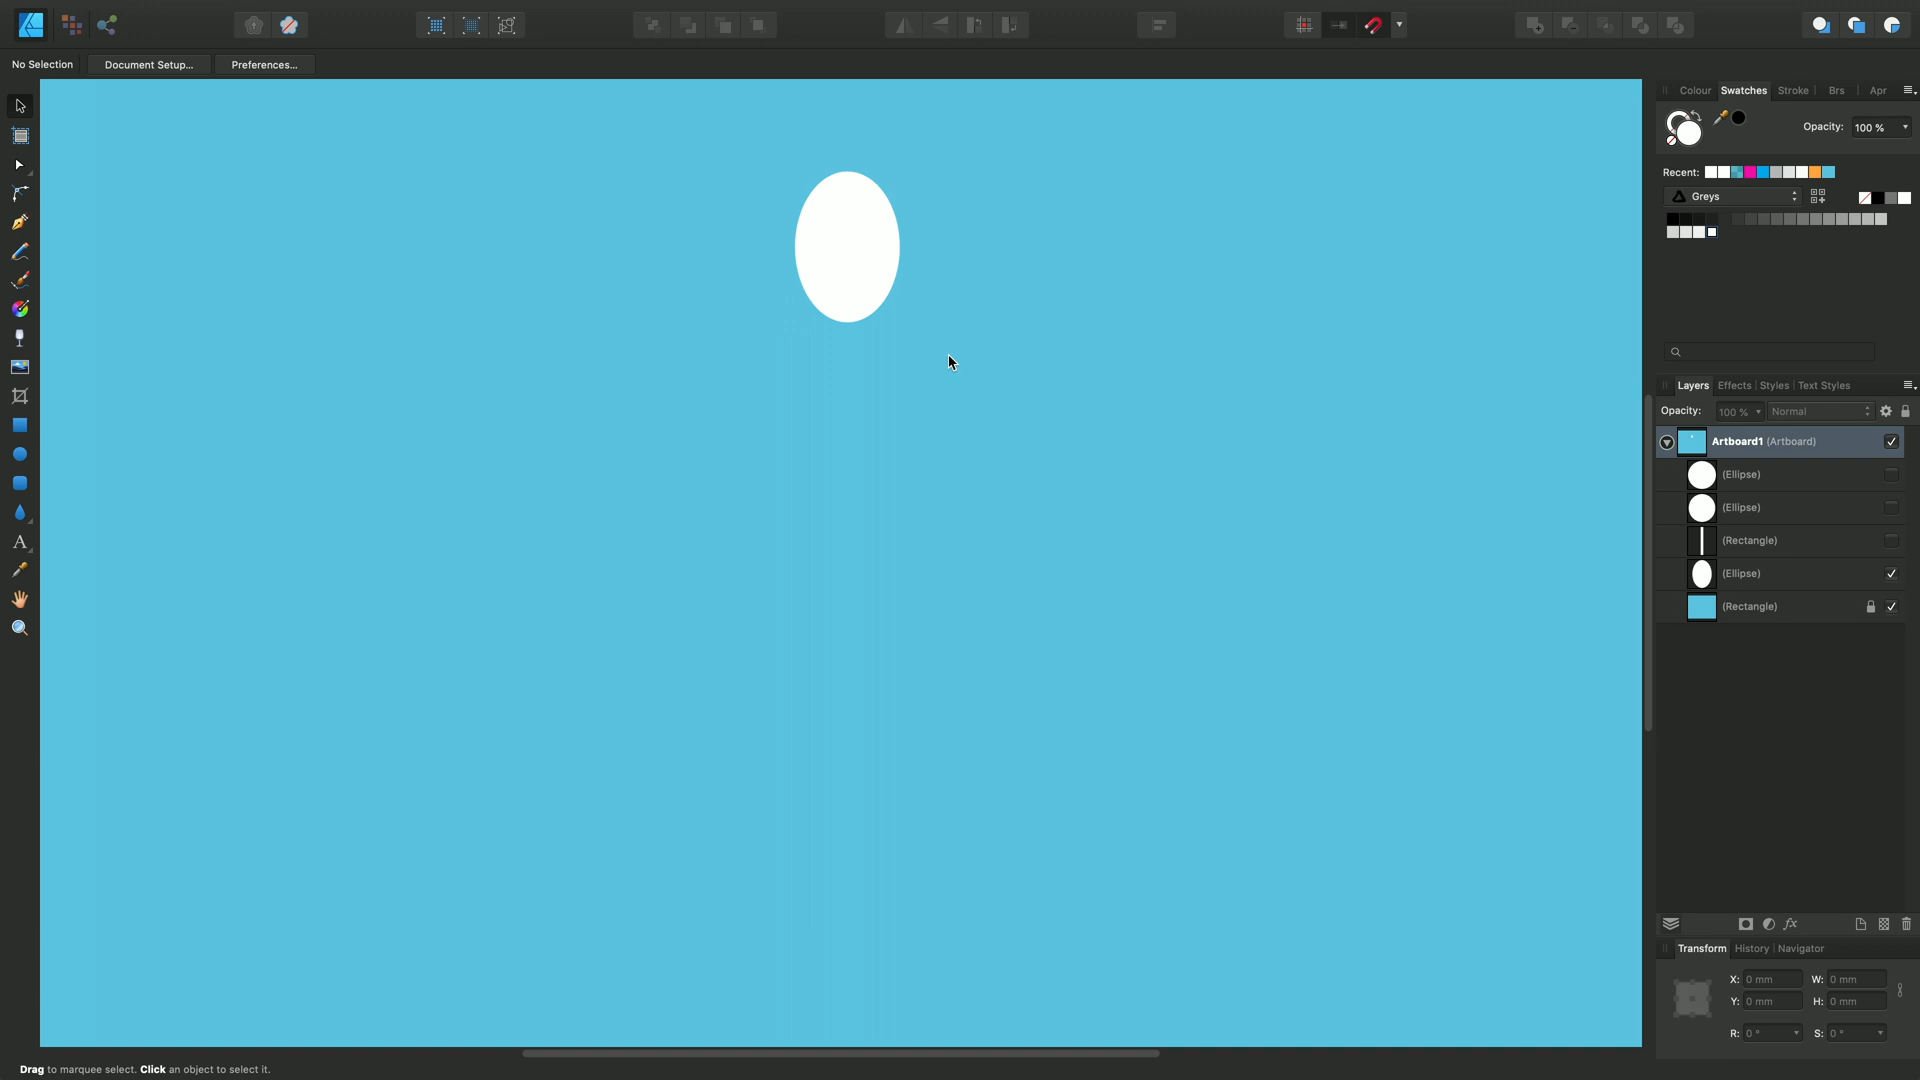 No Selection
Document Setup...
Preferences...
Colour
Swatches
Stroke
Brs
Apr
Opacity:
100 %
Recent:
Greys
Layers
Effects
Styles
Text Styles
Opacity:
100 %
Normal
Artboard1 (Artboard)
(Ellipse)
(Ellipse)
(Rectangle)
(Ellipse)
(Rectangle)
A
fx
Transform
History
Navigator
X: 0 mm
W: 0 mm
Y: 0 mm
H: 0 mm
R: 0 °
S: 0 °
Drag to marquee select. Click an object to select it.